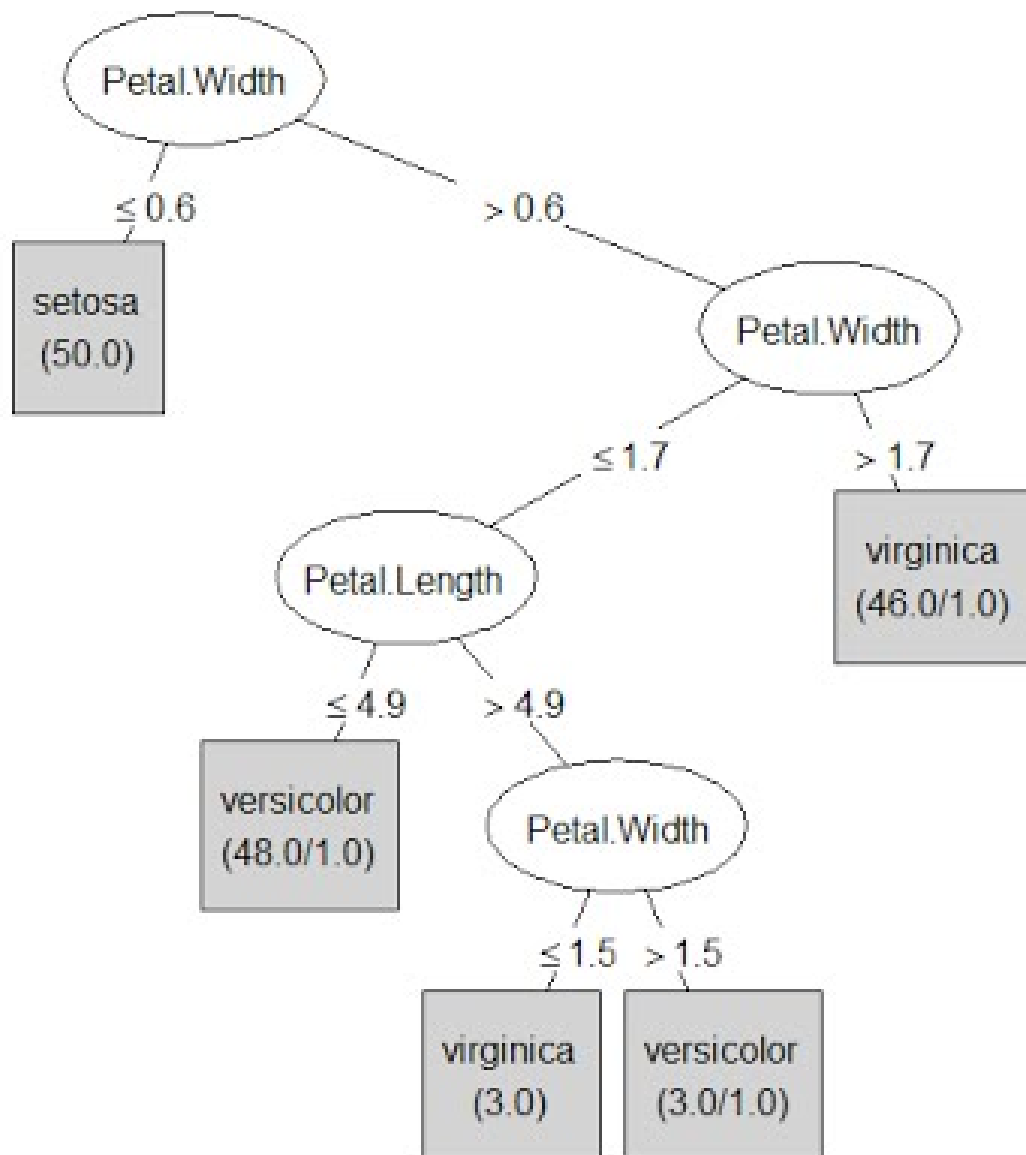 Petal.Width
≤ 0.6
> 0.6
setosa
(50.0)
Petal.Width
≤ 1.7
> 1.7
virginica
(46.0/1.0)
Petal.Length
≤ 4.9
> 4.9
versicolor
(48.0/1.0)
Petal.Width
≤ 1.5
> 1.5
virginica
(3.0)
versicolor
(3.0/1.0)